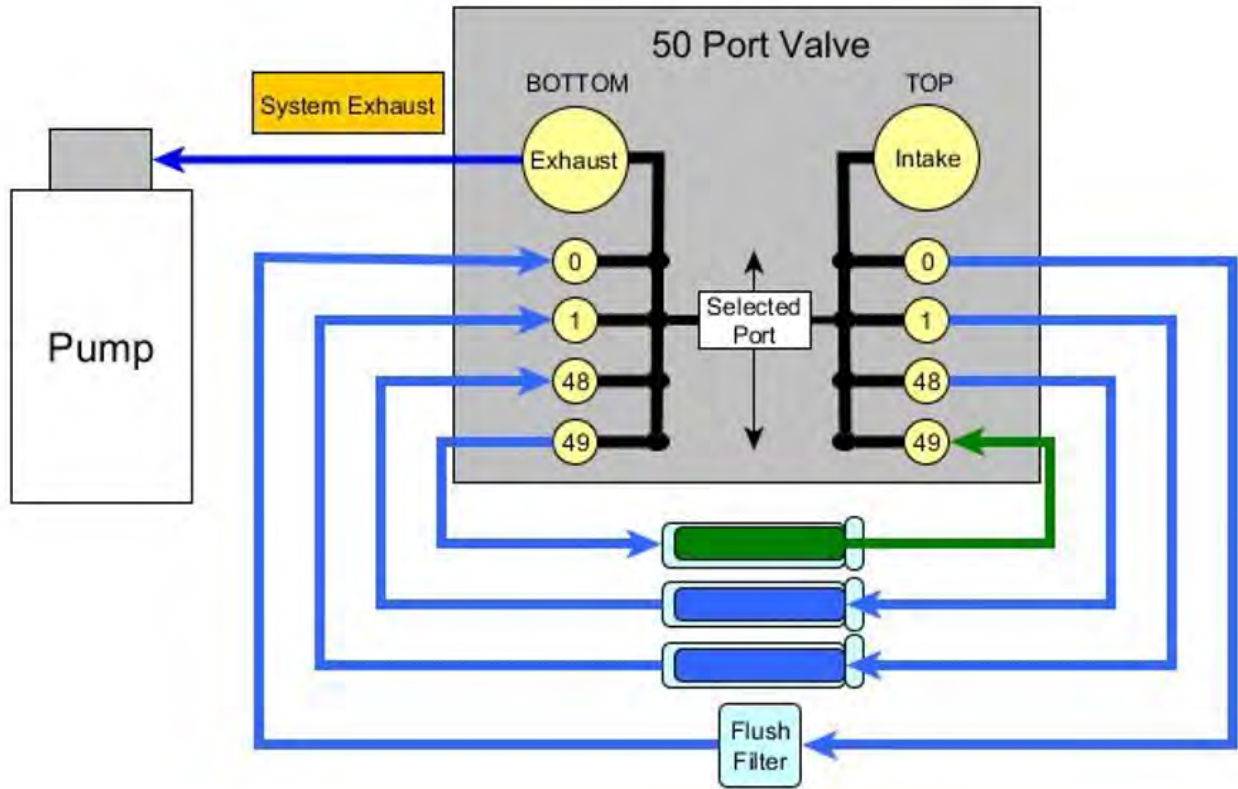 50 Port Valve
BOTTOM
TOP
System Exhaust
Exhaust
Intake
0
0
Selected
Port
1
1
Pump
48
48
49
49
Flush
Filter